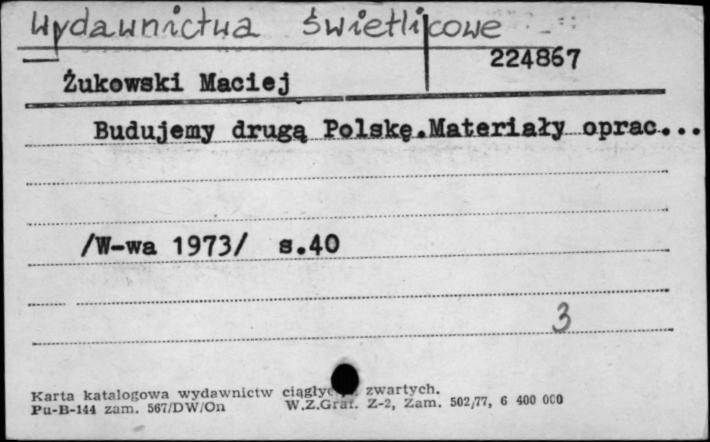 Wydawnictwa świetlicowe
224867
Żukowski Maciej
Budujemy drugą Polskę.Materiały oprac...
/W-wa 1973/ s.40
3
Karta katalogowa wydawnictw zwartych.
Pu-B-144 zam. 567/DW/On W.Z.Graf. Z-2, Zam. 502/77, 6 400 000